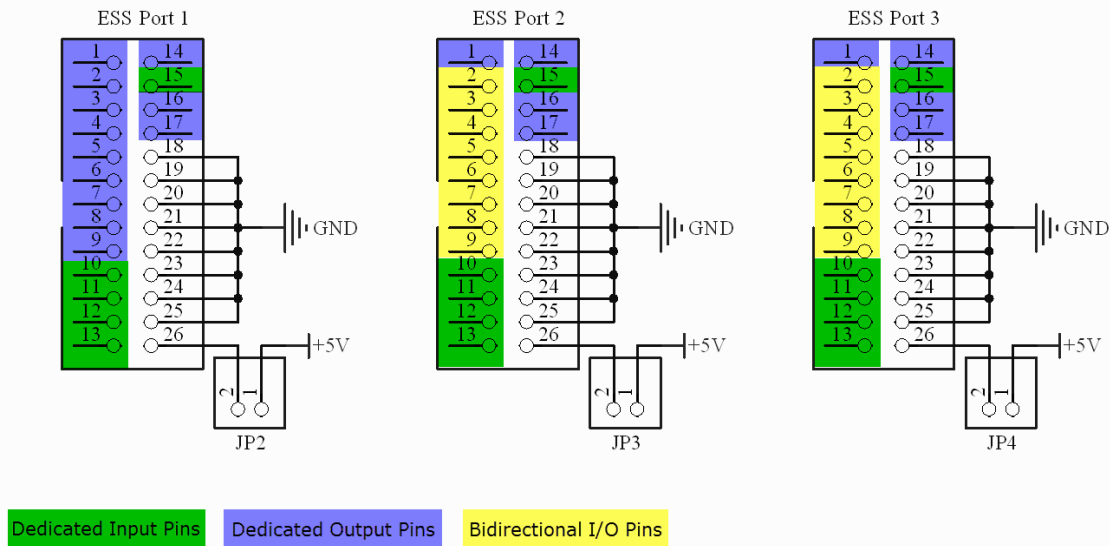 ESS Port 1
1 14
2 15
3 16
4 17
5 18
6 19
7 20
8 21
9 22
10 23
11 24
12 25
13 26
GND
+5V
2 1
JP2
ESS Port 2
1 14
2 15
3 16
4 17
5 18
6 19
7 20
8 21
9 22
10 23
11 24
12 25
13 26
GND
+5V
2 1
JP3
ESS Port 3
1 14
2 15
3 16
4 17
5 18
6 19
7 20
8 21
9 22
10 23
11 24
12 25
13 26
GND
+5V
2 1
JP4
Dedicated Input Pins
Dedicated Output Pins
Bidirectional I/O Pins